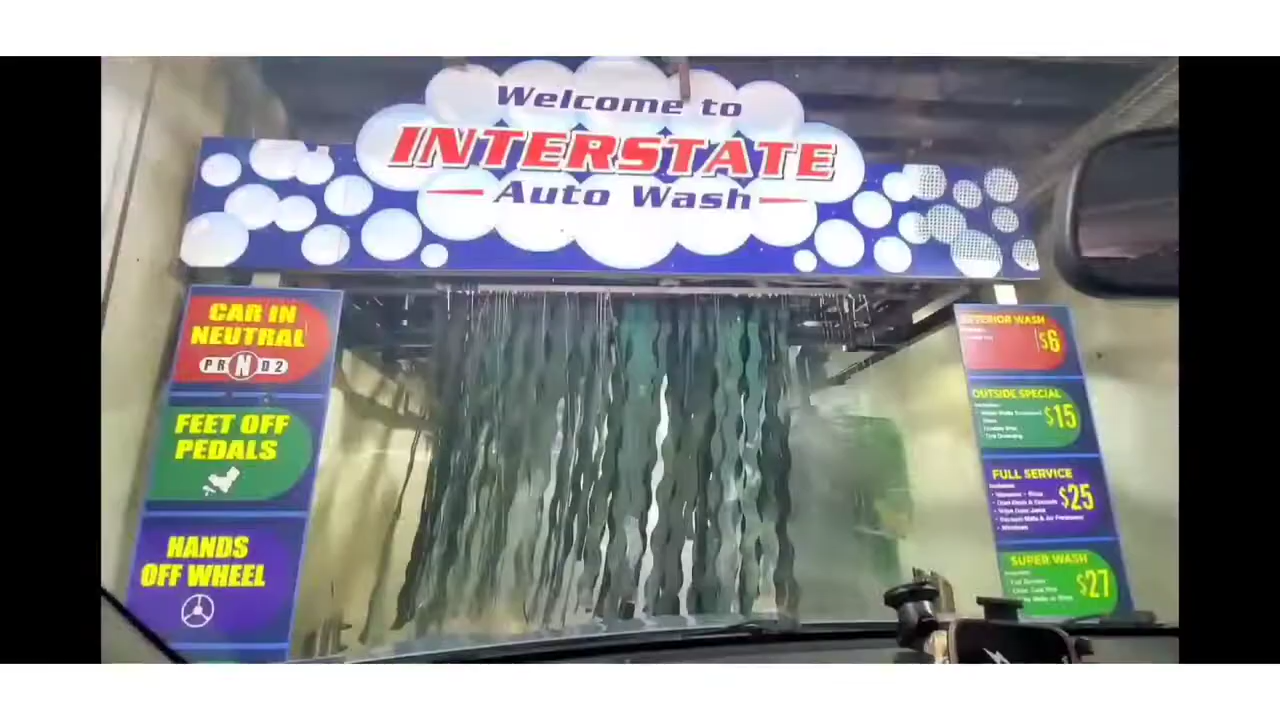 Welcome to
INTERSTATE
Auto Wash
CAR IN
NEUTRAL
PRND2
FEET OFF
PEDALS
HANDS
OFF WHEEL
EXTERIOR WASH
$6
OUTSIDE SPECIAL
$15
FULL SERVICE
$25
SUPER WASH
$27